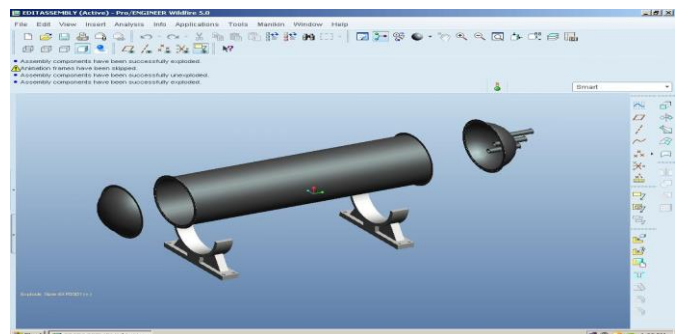 EDITASSEMBLY (Active) - Pro/ENGINEER Wildfire 5.0
File Edit View Insert Analysis Info Applications Tools Manikin Window Help
Assembly components have been successfully exploded.
Animation frames have been skipped.
Assembly components have been successfully unexploded.
Assembly components have been successfully exploded.
Smart